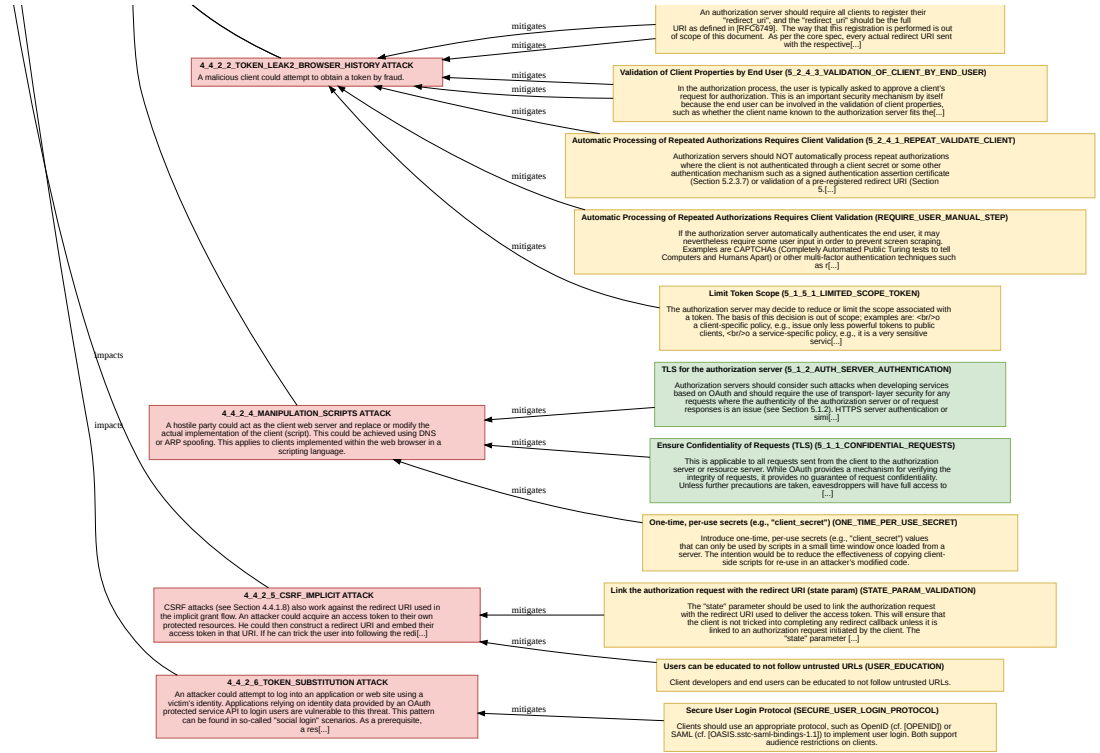 An authorization server should require all clients to register their
"redirect_uri", and the "redirect_uri" should be the full
URI as defined in [RFC6749].  The way that this registration is performed is out
of scope of this document.  As per the core spec, every actual redirect URI sent
with the respective[...]
mitigates
mitigates
4_4_2_2_TOKEN_LEAK2_BROWSER_HISTORY ATTACK
A malicious client could attempt to obtain a token by fraud.
Validation of Client Properties by End User (5_2_4_3_VALIDATION_OF_CLIENT_BY_END_USER)
In the authorization process, the user is typically asked to approve a client's
request for authorization. This is an important security mechanism by itself
because the end user can be involved in the validation of client properties,
such as whether the client name known to the authorization server fits the[...]
mitigates
mitigates
mitigates
Automatic Processing of Repeated Authorizations Requires Client Validation (5_2_4_1_REPEAT_VALIDATE_CLIENT)
Authorization servers should NOT automatically process repeat authorizations
where the client is not authenticated through a client secret or some other
authentication mechanism such as a signed authentication assertion certificate
(Section 5.2.3.7) or validation of a pre-registered redirect URI (Section
5.[...]
mitigates
Automatic Processing of Repeated Authorizations Requires Client Validation (REQUIRE_USER_MANUAL_STEP)
If the authorization server automatically authenticates the end user, it may
nevertheless require some user input in order to prevent screen scraping.
Examples are CAPTCHAs (Completely Automated Public Turing tests to tell
Computers and Humans Apart) or other multi-factor authentication techniques such
as r[...]
mitigates
Limit Token Scope (5_1_5_1_LIMITED_SCOPE_TOKEN)
The authorization server may decide to reduce or limit the scope associated with
a token. The basis of this decision is out of scope; examples are: <br/>o
a client-specific policy, e.g., issue only less powerful tokens to public
clients, <br/>o a service-specific policy, e.g., it is a very sensitive
servic[...]
impacts
TLS for the authorization server (5_1_2_AUTH_SERVER_AUTHENTICATION)
Authorization servers should consider such attacks when developing services
based on OAuth and should require the use of transport- layer security for any
requests where the authenticity of the authorization server or of request
responses is an issue (see Section 5.1.2). HTTPS server authentication or
simi[...]
mitigates
4_4_2_4_MANIPULATION_SCRIPTS ATTACK
A hostile party could act as the client web server and replace or modify the
actual implementation of the client (script). This could be achieved using DNS
or ARP spoofing. This applies to clients implemented within the web browser in a
scripting language.
impacts
mitigates
Ensure Confidentiality of Requests (TLS) (5_1_1_CONFIDENTIAL_REQUESTS)
This is applicable to all requests sent from the client to the authorization
server or resource server. While OAuth provides a mechanism for verifying the
integrity of requests, it provides no guarantee of request confidentiality.
Unless further precautions are taken, eavesdroppers will have full access to
[...]
mitigates
One-time, per-use secrets (e.g., "client_secret") (ONE_TIME_PER_USE_SECRET)
Introduce one-time, per-use secrets (e.g., "client_secret") values
that can only be used by scripts in a small time window once loaded from a
server. The intention would be to reduce the effectiveness of copying client-
side scripts for re-use in an attacker's modified code.
4_4_2_5_CSRF_IMPLICIT ATTACK
CSRF attacks (see Section 4.4.1.8) also work against the redirect URI used in
the implicit grant flow. An attacker could acquire an access token to their own
protected resources. He could then construct a redirect URI and embed their
access token in that URI. If he can trick the user into following the redi[...]
mitigates
Link the authorization request with the redirect URI (state param) (STATE_PARAM_VALIDATION)
The "state" parameter should be used to link the authorization request
with the redirect URI used to deliver the access token. This will ensure that
the client is not tricked into completing any redirect callback unless it is
linked to an authorization request initiated by the client. The
"state" parameter [...]
mitigates
Users can be educated to not follow untrusted URLs (USER_EDUCATION)
Client developers and end users can be educated to not follow untrusted URLs.
4_4_2_6_TOKEN_SUBSTITUTION ATTACK
An attacker could attempt to log into an application or web site using a
victim's identity. Applications relying on identity data provided by an OAuth
protected service API to login users are vulnerable to this threat. This pattern
can be found in so-called "social login" scenarios. As a prerequisite,
a res[...]
mitigates
Secure User Login Protocol (SECURE_USER_LOGIN_PROTOCOL)
Clients should use an appropriate protocol, such as OpenID (cf. [OPENID]) or
SAML (cf. [OASIS.sstc-saml-bindings-1.1]) to implement user login. Both support
audience restrictions on clients.